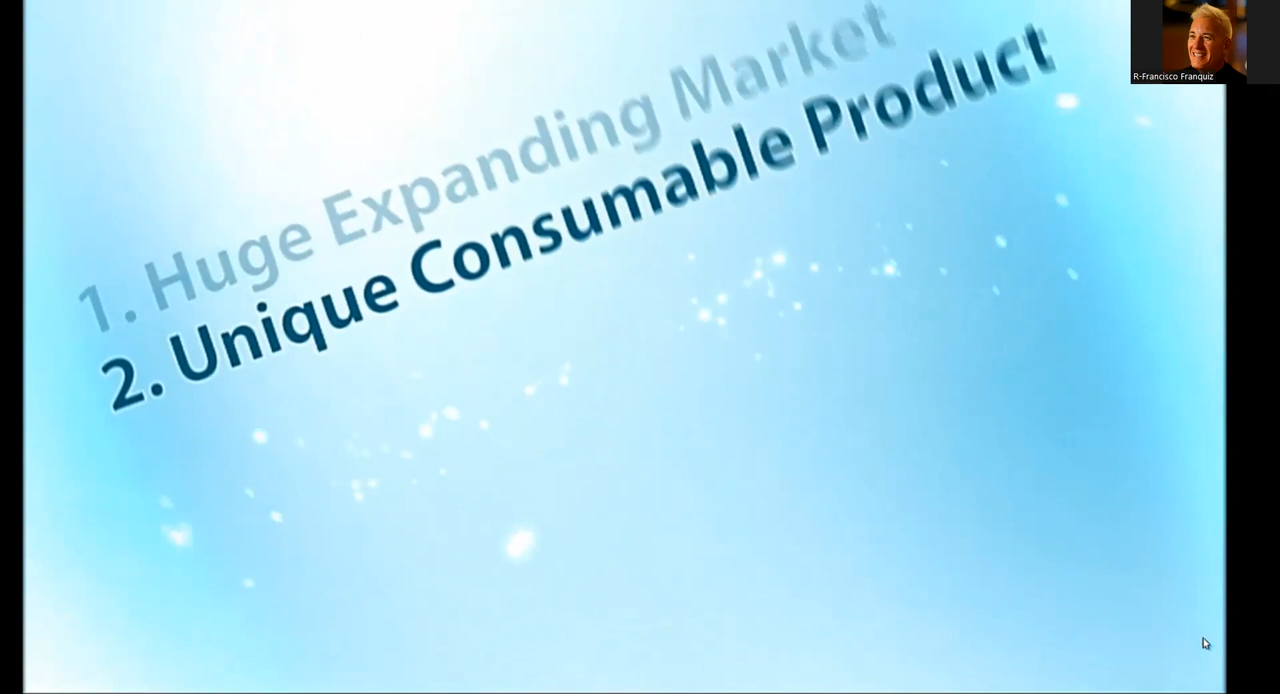 1. Huge Expanding Market
2. Unique Consumable Product
R-Francisco Franquiz